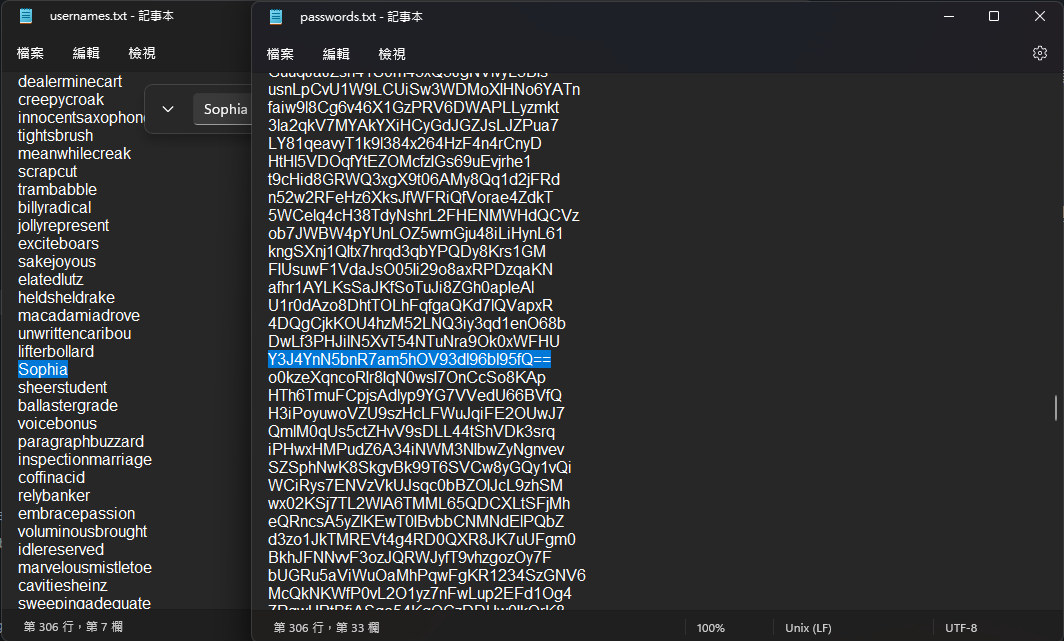 usernames.txt - 記事本
檔案 編輯 檢視
Sophia
dealerminecart
creepycroak
innocentsaxophone
tightsbrush
meanwhilecreak
scrapcut
trambabble
billyradical
jollyrepresent
exciteboars
sakejoyous
elatedlutz
heldsheldrake
macadamiadrove
unwrittencaribou
lifterbollard
Sophia
sheerstudent
ballastergrade
voicebonus
paragraphbuzzard
inspectionmarriage
coffinacid
relybanker
embracepassion
voluminousbrought
idlereserved
marvelousmistletoe
cavitiesheinz
sweepingadequate
第 306 行，第 7 欄
passwords.txt - 記事本
檔案 編輯 檢視
usnLpCvU1W9LCUiSw3WDMoXlHNo6YATn
faiw9l8Cg6v46X1GzPRV6DWAPLLyzmkt
3la2qkV7MYAkYXiHCyGdJGZJsLJZPua7
LY81qeavyT1k9l384x264HzF4n4rCnyD
HtHl5VDOqfYtEZOMcfzlGs69uEvjrhe1
t9cHid8GRWQ3xgX9t06AMy8Qq1d2jFRd
n52w2RFeHz6XksJfWFRiQfVorae4ZdkT
5WCelq4cH38TdyNshrL2FHENMWHdQCVz
ob7JWBW4pYUnLOZ5wmGju48iLiHynL61
kngSXnj1Qltx7hrqd3qbYPQDy8Krs1GM
FlUsuwF1VdaJsO05li29o8axRPDzqaKN
afhr1AYLKsSaJKfSoTuJi8ZGh0apleAl
U1r0dAzo8DhtTOLhFqfgaQKd7lQVapxR
4DQgCjkKOU4hzM52LNQ3iy3qd1enO68b
DwLf3PHJilN5XvT54NTuNra9Ok0xWFHU
Y3J4YnN5bnR7am5hOV93dl96bl95fQ==
o0kzeXqncoRlr8lqN0wsl7OnCcSo8KAp
HTh6TmuFCpjsAdlyp9YG7VVedU66BVfQ
H3iPoyuwoVZU9szHcLFWuJqiFE2OUwJ7
QmlM0qUs5ctZHvV9sDLL44tShVDk3srq
iPHwxHMPudZ6A34iNWM3NlbwZyNgnvev
SZSphNwK8SkgvBk99T6SVCw8yGQy1vQi
WCiRys7ENVzVkUJsqc0bBZOlJcL9zhSM
wx02KSj7TL2WlA6TMML65QDCXLtSFjMh
eQRncsA5yZlKEwT0lBvbbCNMNdElPQbZ
d3zo1JkTMREVt4g4RD0QXR8JK7uUFgm0
BkhJFNNvvF3ozJQRWJyfT9vhzgozOy7F
bUGRu5aViWuOaMhPqwFgKR1234SzGNV6
McQkNKWfP0vL2O1yz7nFwLup2EFd1Og4
第 306 行，第 33 欄
100%
Unix (LF)
UTF-8